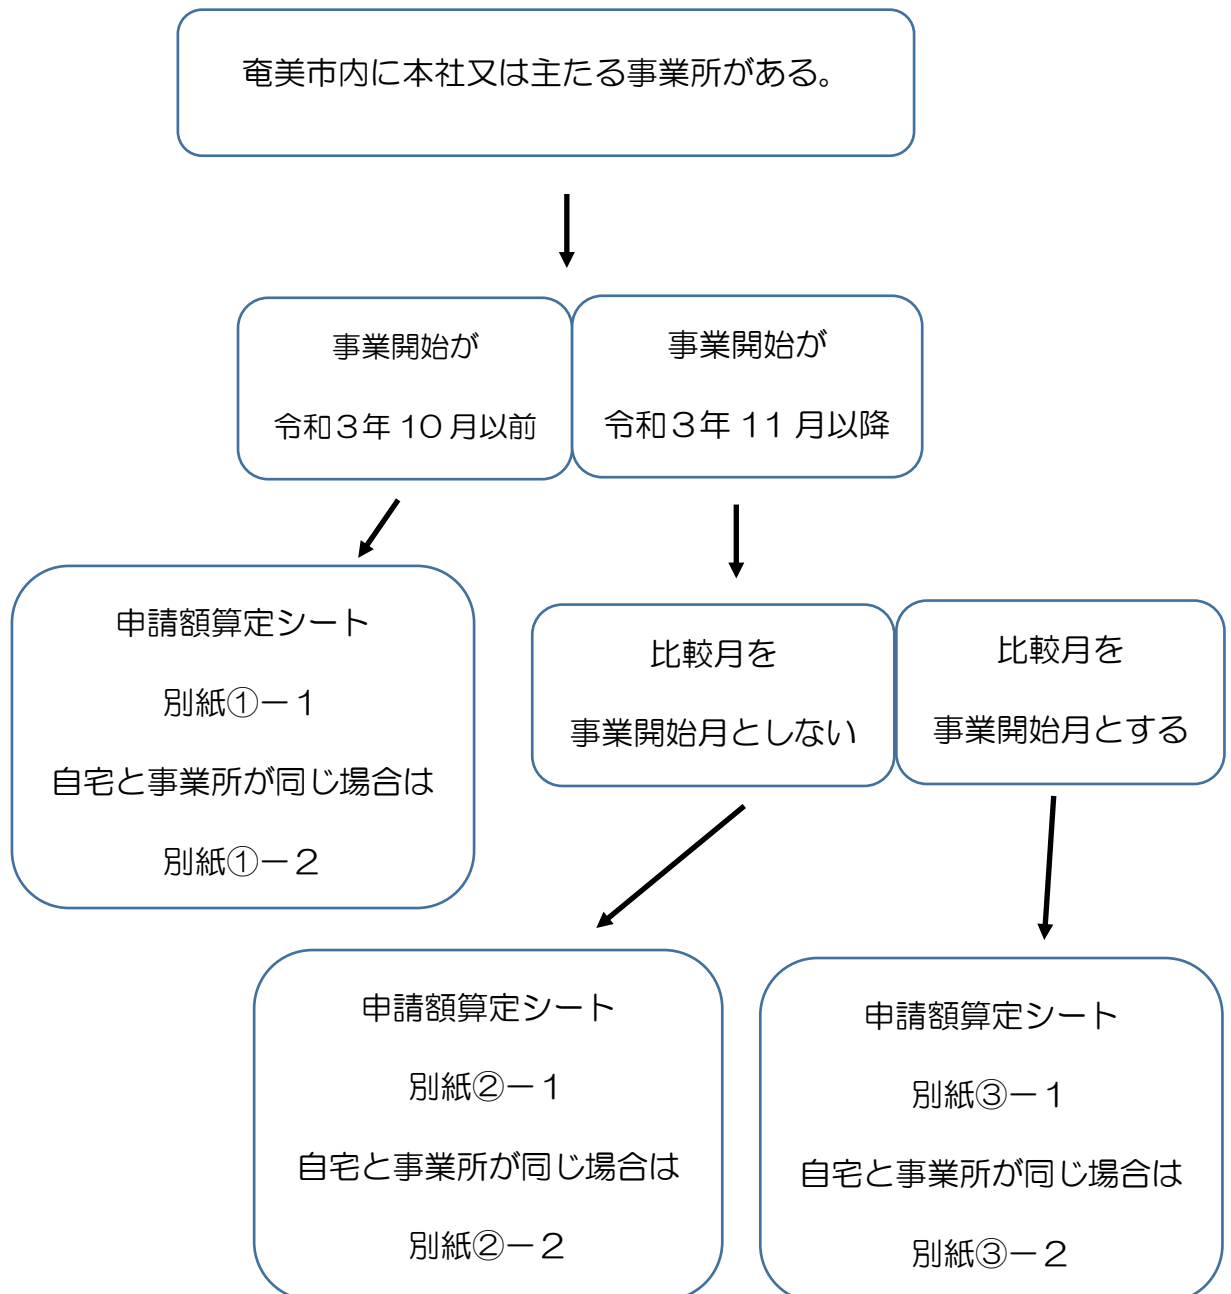 奄美市内に本社又は主たる事業所がある。
事業開始が
令和３年 10 月以前
事業開始が
令和３年 11 月以降
申請額算定シート
別紙①－１
自宅と事業所が同じ場合は
別紙①－２
比較月を
事業開始月としない
比較月を
事業開始月とする
申請額算定シート
別紙②－１
自宅と事業所が同じ場合は
別紙②－２
申請額算定シート
別紙③－１
自宅と事業所が同じ場合は
別紙③－２